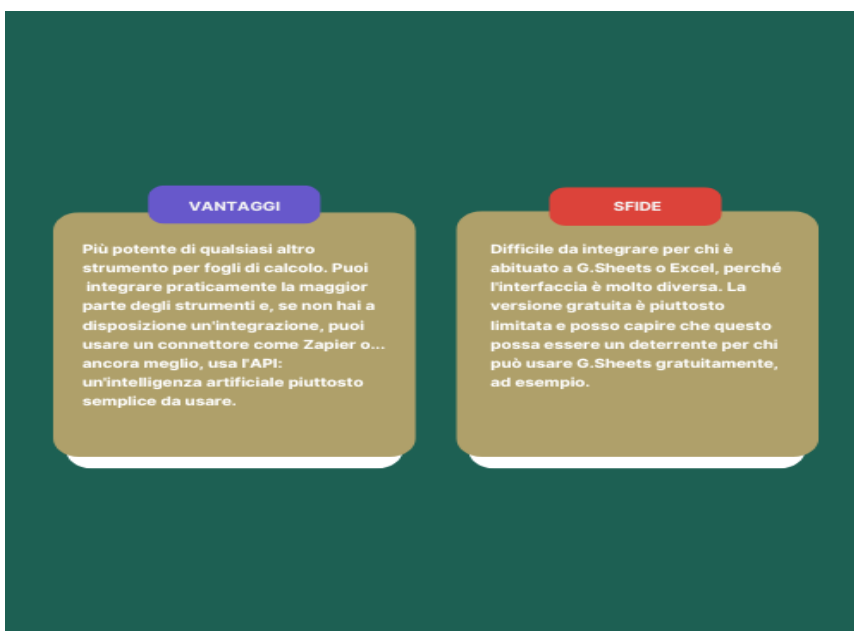 VANTAGGI
Più potente di qualsiasi altro
strumento per fogli di calcolo. Puoi
integrare praticamente la maggior
parte degli strumenti e, se non hai a
disposizione un'integrazione, puoi
usare un connettore come Zapier o...
ancora meglio, usa l'API:
un'intelligenza artificiale piuttosto
semplice da usare.
SFIDE
Difficile da integrare per chi è
abituato a G.Sheets o Excel, perché
l'interfaccia è molto diversa. La
versione gratuita è piuttosto
limitata e posso capire che questo
possa essere un deterrente per chi
può usare G.Sheets gratuitamente,
ad esempio.